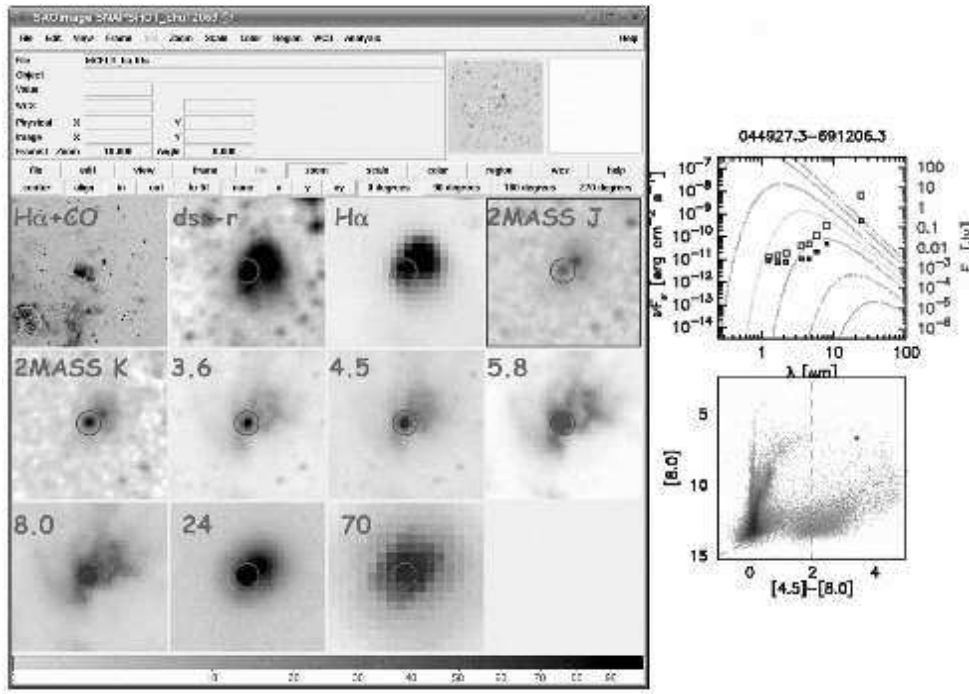 SAOImage
File Edit View Frame Zoom Scale Color Region WCS Analysis Help
File
Object
Value
WCS
Physical X Y
Image X Y
Frame1 Zoom Angle 0.000
file edit view frame zoom scale color region wcs help
center align in out x y xy 0 degrees 90 degrees 180 degrees 270 degrees
Hα+CO dss-r Hα 2MASS J
2MASS K 3.6 4.5 5.8
8.0 24 70
0 20 30 40 50 60 70 80 90
044927.3−691206.3
10⁻⁷ 100
10⁻⁸ 10
10⁻⁹ 1
10⁻¹⁰ 0.1
10⁻¹¹ 0.01
10⁻¹² 10⁻³
10⁻¹³ 10⁻⁴
10⁻¹⁴ 10⁻⁵
10⁻⁶
1 10 100
λ [μm]
5
10
15
[8.0]
0 2 4
[4.5]−[8.0]